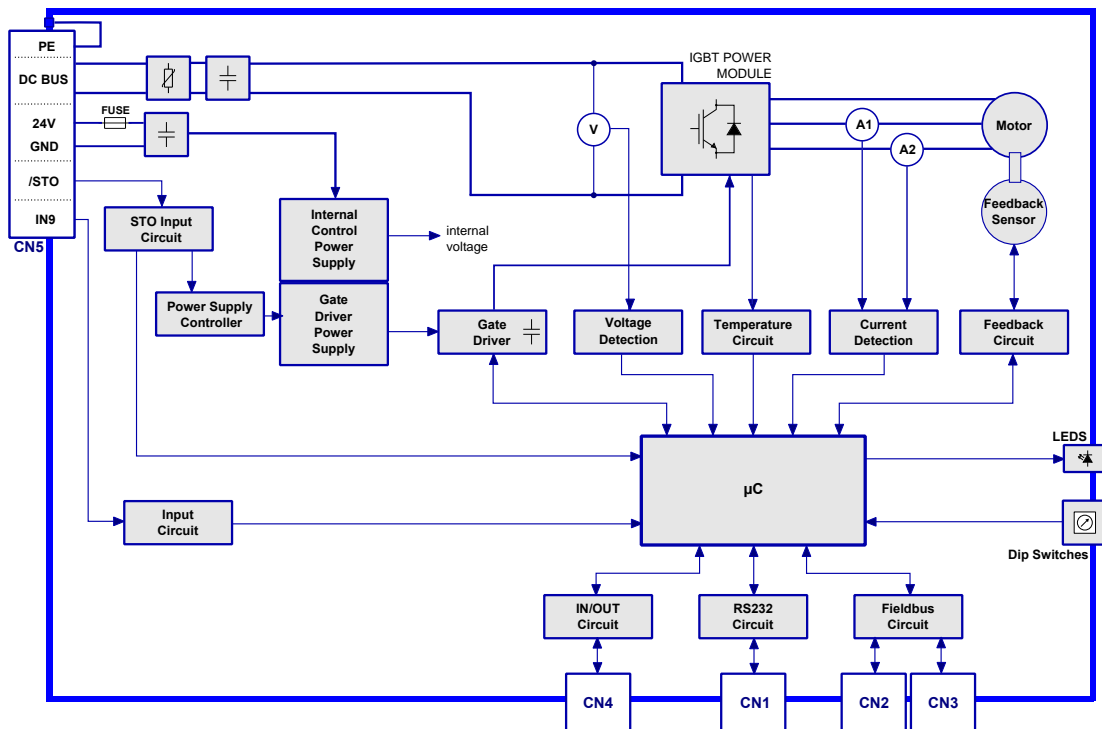 PE
DC BUS
24V
GND
/STO
IN9
CN5
FUSE
IGBT POWER
MODULE
V
A1
A2
Motor
Feedback
Sensor
STO Input
Circuit
Internal
Control
Power
Supply
internal
voltage
Power Supply
Controller
Gate
Driver
Power
Supply
Gate
Driver
Voltage
Detection
Temperature
Circuit
Current
Detection
Feedback
Circuit
LEDS
µC
Input
Circuit
Dip Switches
IN/OUT
Circuit
RS232
Circuit
Fieldbus
Circuit
CN4
CN1
CN2
CN3